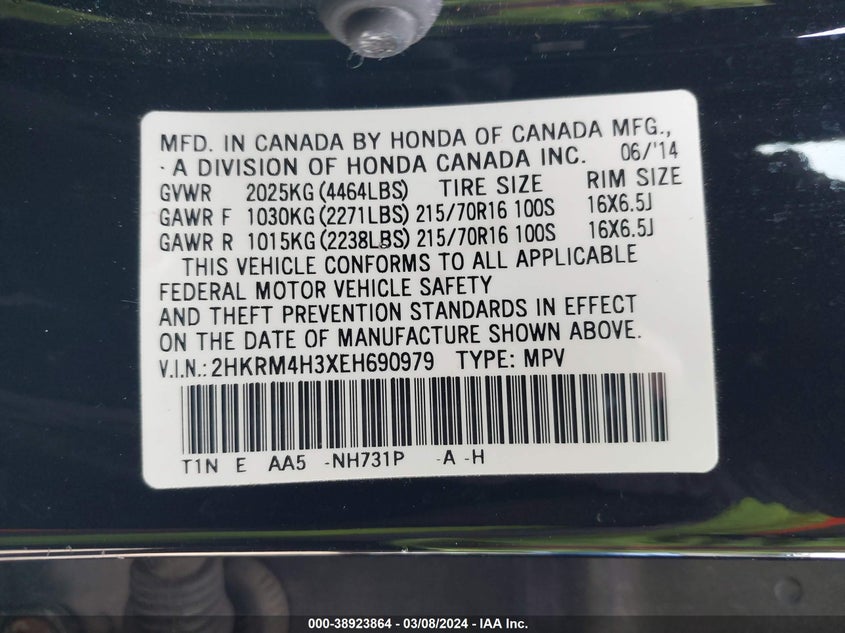 MFD. IN CANADA BY HONDA OF CANADA MFG.,
A DIVISION OF HONDA CANADA INC. 06/'14
GVWR 2025KG (4464LBS) TIRE SIZE RIM SIZE
GAWR F 1030KG (2271LBS) 215/70R16 100S 16X6.5J
GAWR R 1015KG (2238LBS) 215/70R16 100S 16X6.5J
THIS VEHICLE CONFORMS TO ALL APPLICABLE
FEDERAL MOTOR VEHICLE SAFETY
AND THEFT PREVENTION STANDARDS IN EFFECT
ON THE DATE OF MANUFACTURE SHOWN ABOVE.
V.I.N.: 2HKRM4H3XEH690979 TYPE: MPV
T1N E AA5 -NH731P -A -H
000-38923864 - 03/08/2024 - IAA Inc.